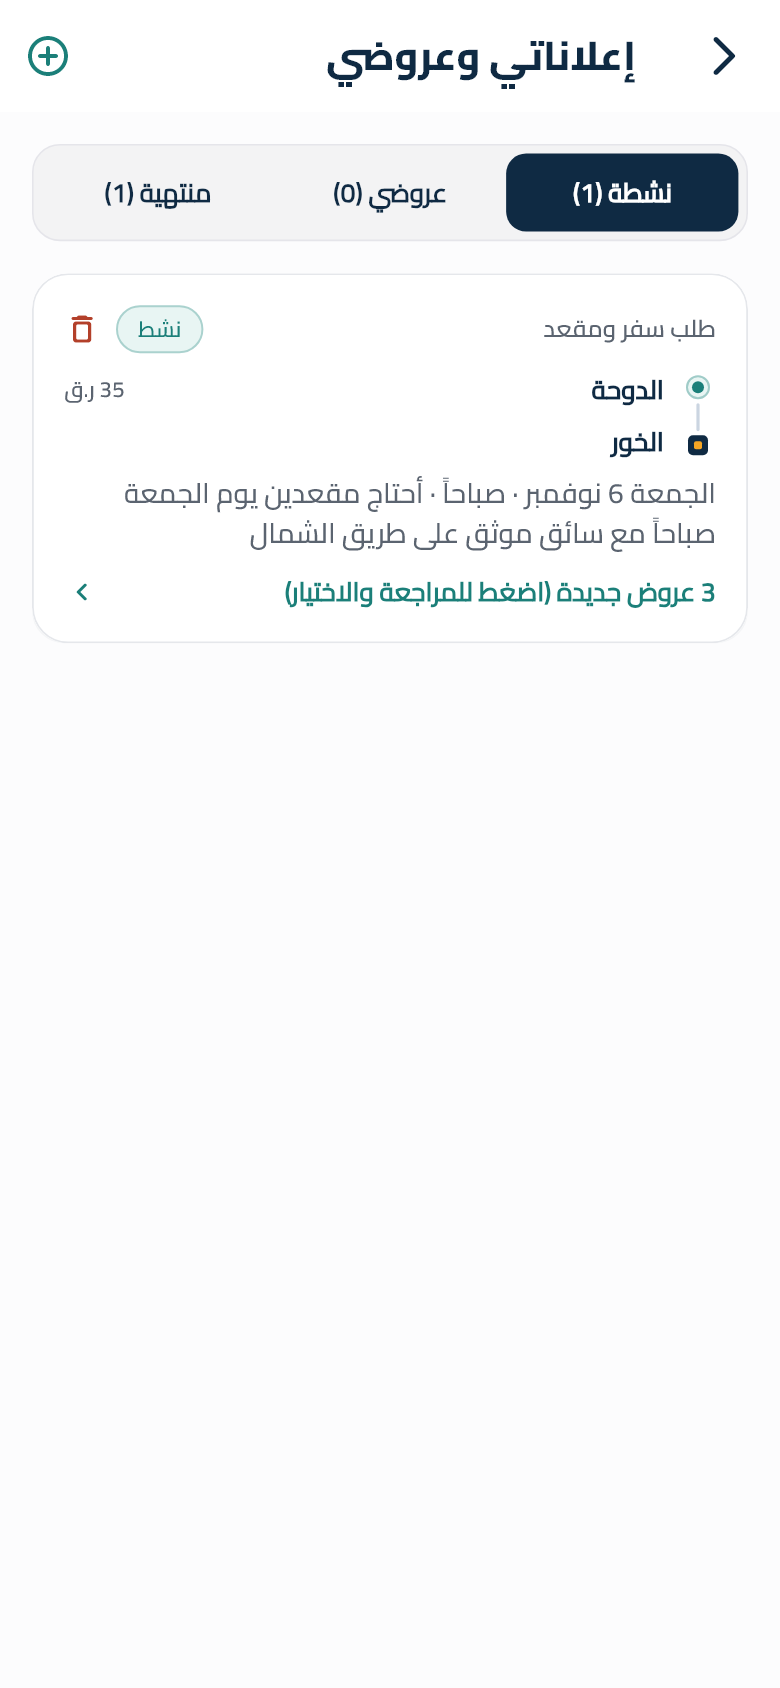 إعلاناتي وعروضي
نشطة (1)
عروضي (0)
منتهية (1)
طلب سفر ومقعد
نشط
الدوحة
35 ر.ق
الخور
الجمعة 6 نوفمبر · صباحاً · أحتاج مقعدين يوم الجمعة
صباحاً مع سائق موثق على طريق الشمال
3 عروض جديدة (اضغط للمراجعة والاختيار)